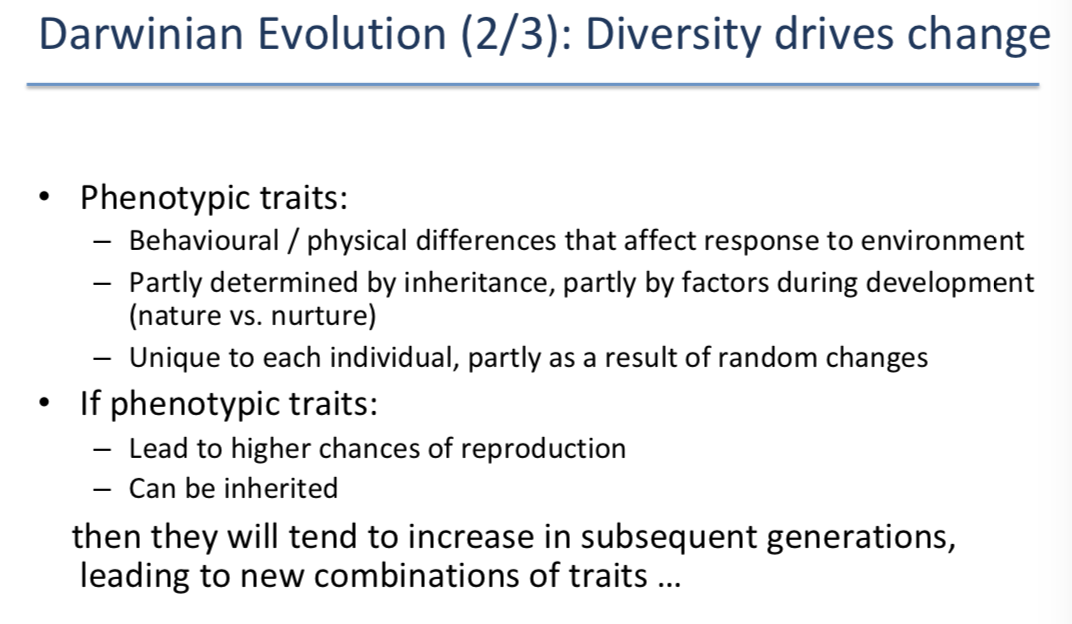 Darwinian Evolution (2/3): Diversity drives change
• Phenotypic traits:
– Behavioural / physical differences that affect response to environment
– Partly determined by inheritance, partly by factors during development
(nature vs. nurture)
– Unique to each individual, partly as a result of random changes
• If phenotypic traits:
– Lead to higher chances of reproduction
– Can be inherited
then they will tend to increase in subsequent generations,
leading to new combinations of traits ...